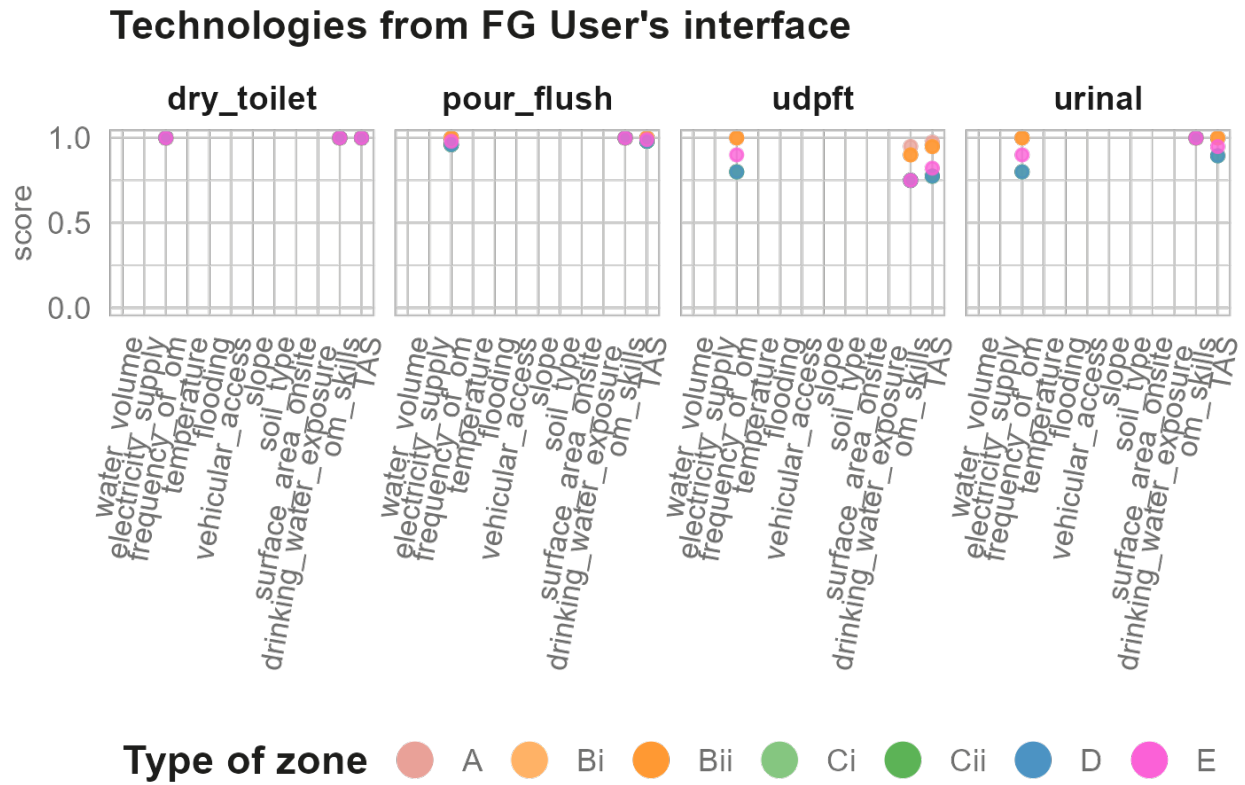 Technologies from FG User's interface
dry_toilet
pour_flush
udpft
urinal
score
1.0
0.5
0.0
water_volume
electricity_supply
frequency_of_om
temperature
flooding
vehicular_access
slope
soil_type
surface_area_onsite
drinking_water_exposure
om_skills
TAS
water_volume
electricity_supply
frequency_of_om
temperature
flooding
vehicular_access
slope
soil_type
surface_area_onsite
drinking_water_exposure
om_skills
TAS
water_volume
electricity_supply
frequency_of_om
temperature
flooding
vehicular_access
slope
soil_type
surface_area_onsite
drinking_water_exposure
om_skills
TAS
water_volume
electricity_supply
frequency_of_om
temperature
flooding
vehicular_access
slope
soil_type
surface_area_onsite
drinking_water_exposure
om_skills
TAS
Type of zone A Bi Bii Ci Cii D E